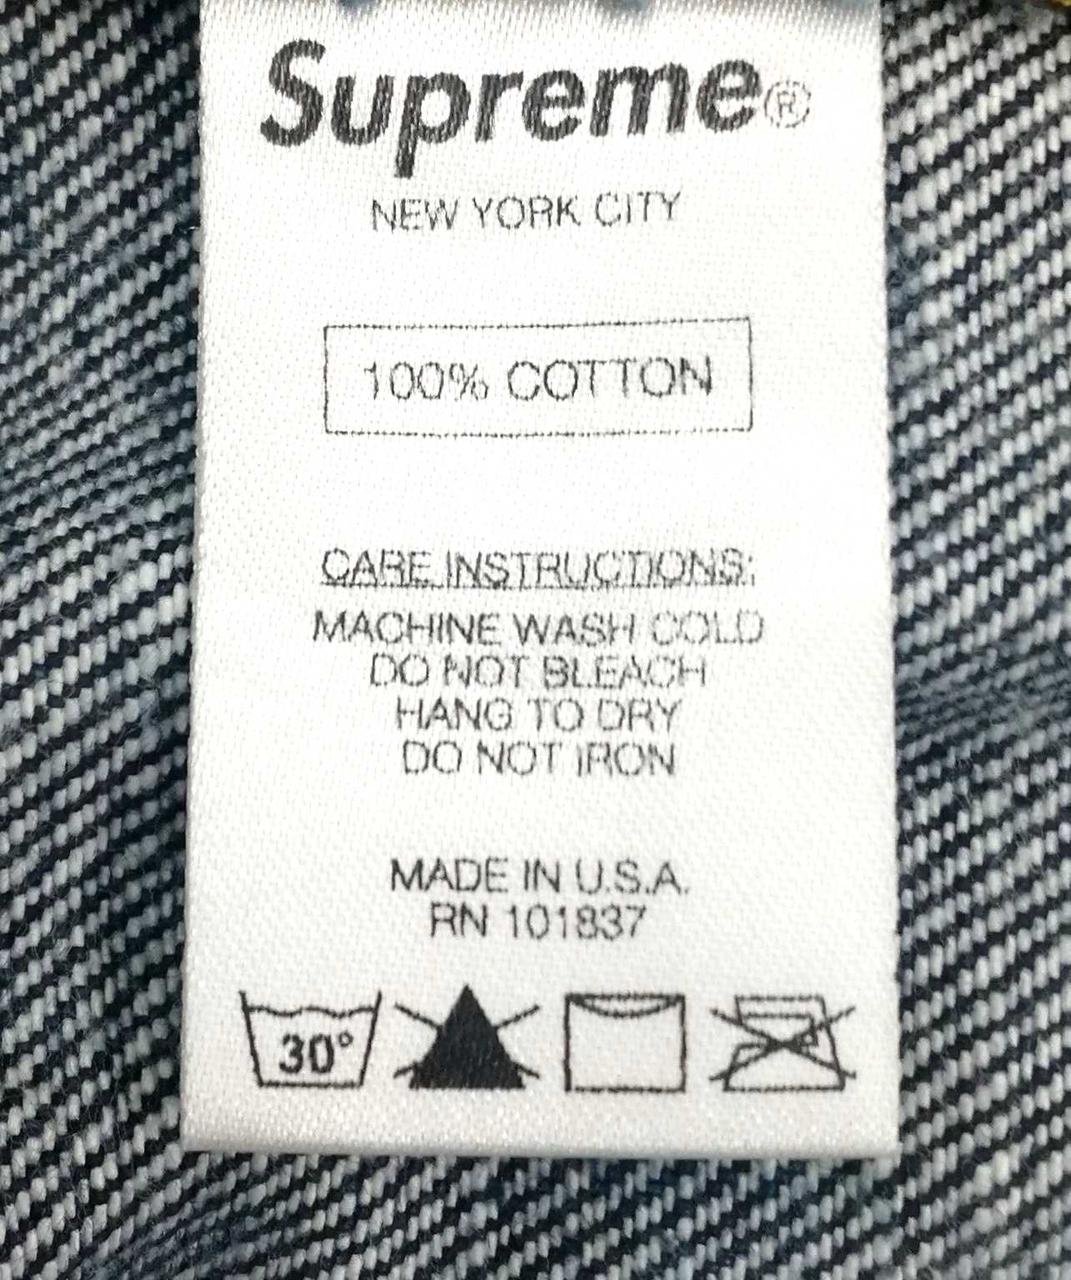 Supreme®
NEW YORK CITY
100% COTTON
CARE INSTRUCTIONS:
MACHINE WASH COLD
DO NOT BLEACH
HANG TO DRY
DO NOT IRON
MADE IN U.S.A.
RN 101837
30°